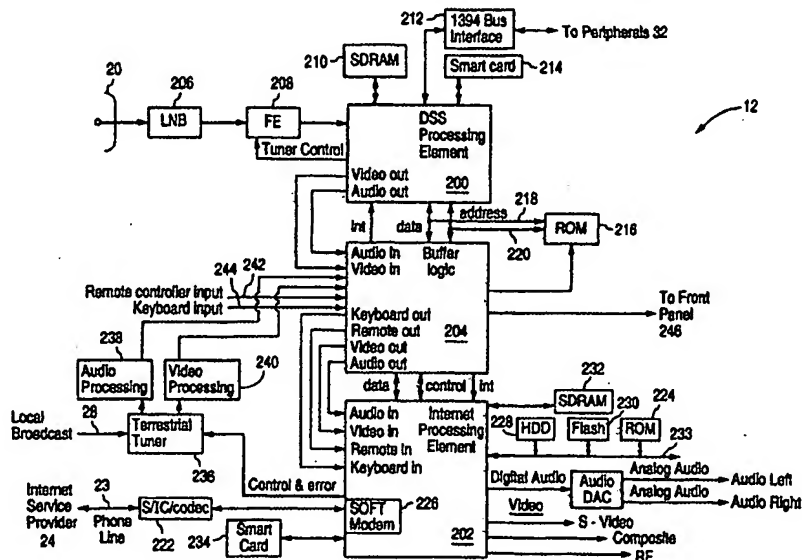 212
1394 Bus Interface
To Peripherals 32
210
SDRAM
Smart card
214
20
206
208
12
LNB
FE
DSS Processing Element
Tuner Control
Video out
Audio out
200
218
address
Int
data
220
ROM
216
244
242
Audio in
Video in
Buffer logic
Remote controller input
Keyboard input
Keyboard out
Remote out
Video out
Audio out
204
To Front Panel 246
238
Audio Processing
Video Processing
240
data
control
int
232
SDRAM
230
224
228
HDD
Flash
ROM
233
Local Broadcast
28
Terrestrial Tuner
236
Audio in
Video in
Remote in
Keyboard in
Internet Processing Element
Control & error
Digital Audio
Audio DAC
Analog Audio
Analog Audio
Audio Left
Audio Right
Internet Service Provider 24
23
Phone Line
S/IC/codec
222
SOFT Modem
226
Video
S - Video
Composite
RF
234
Smart Card
202